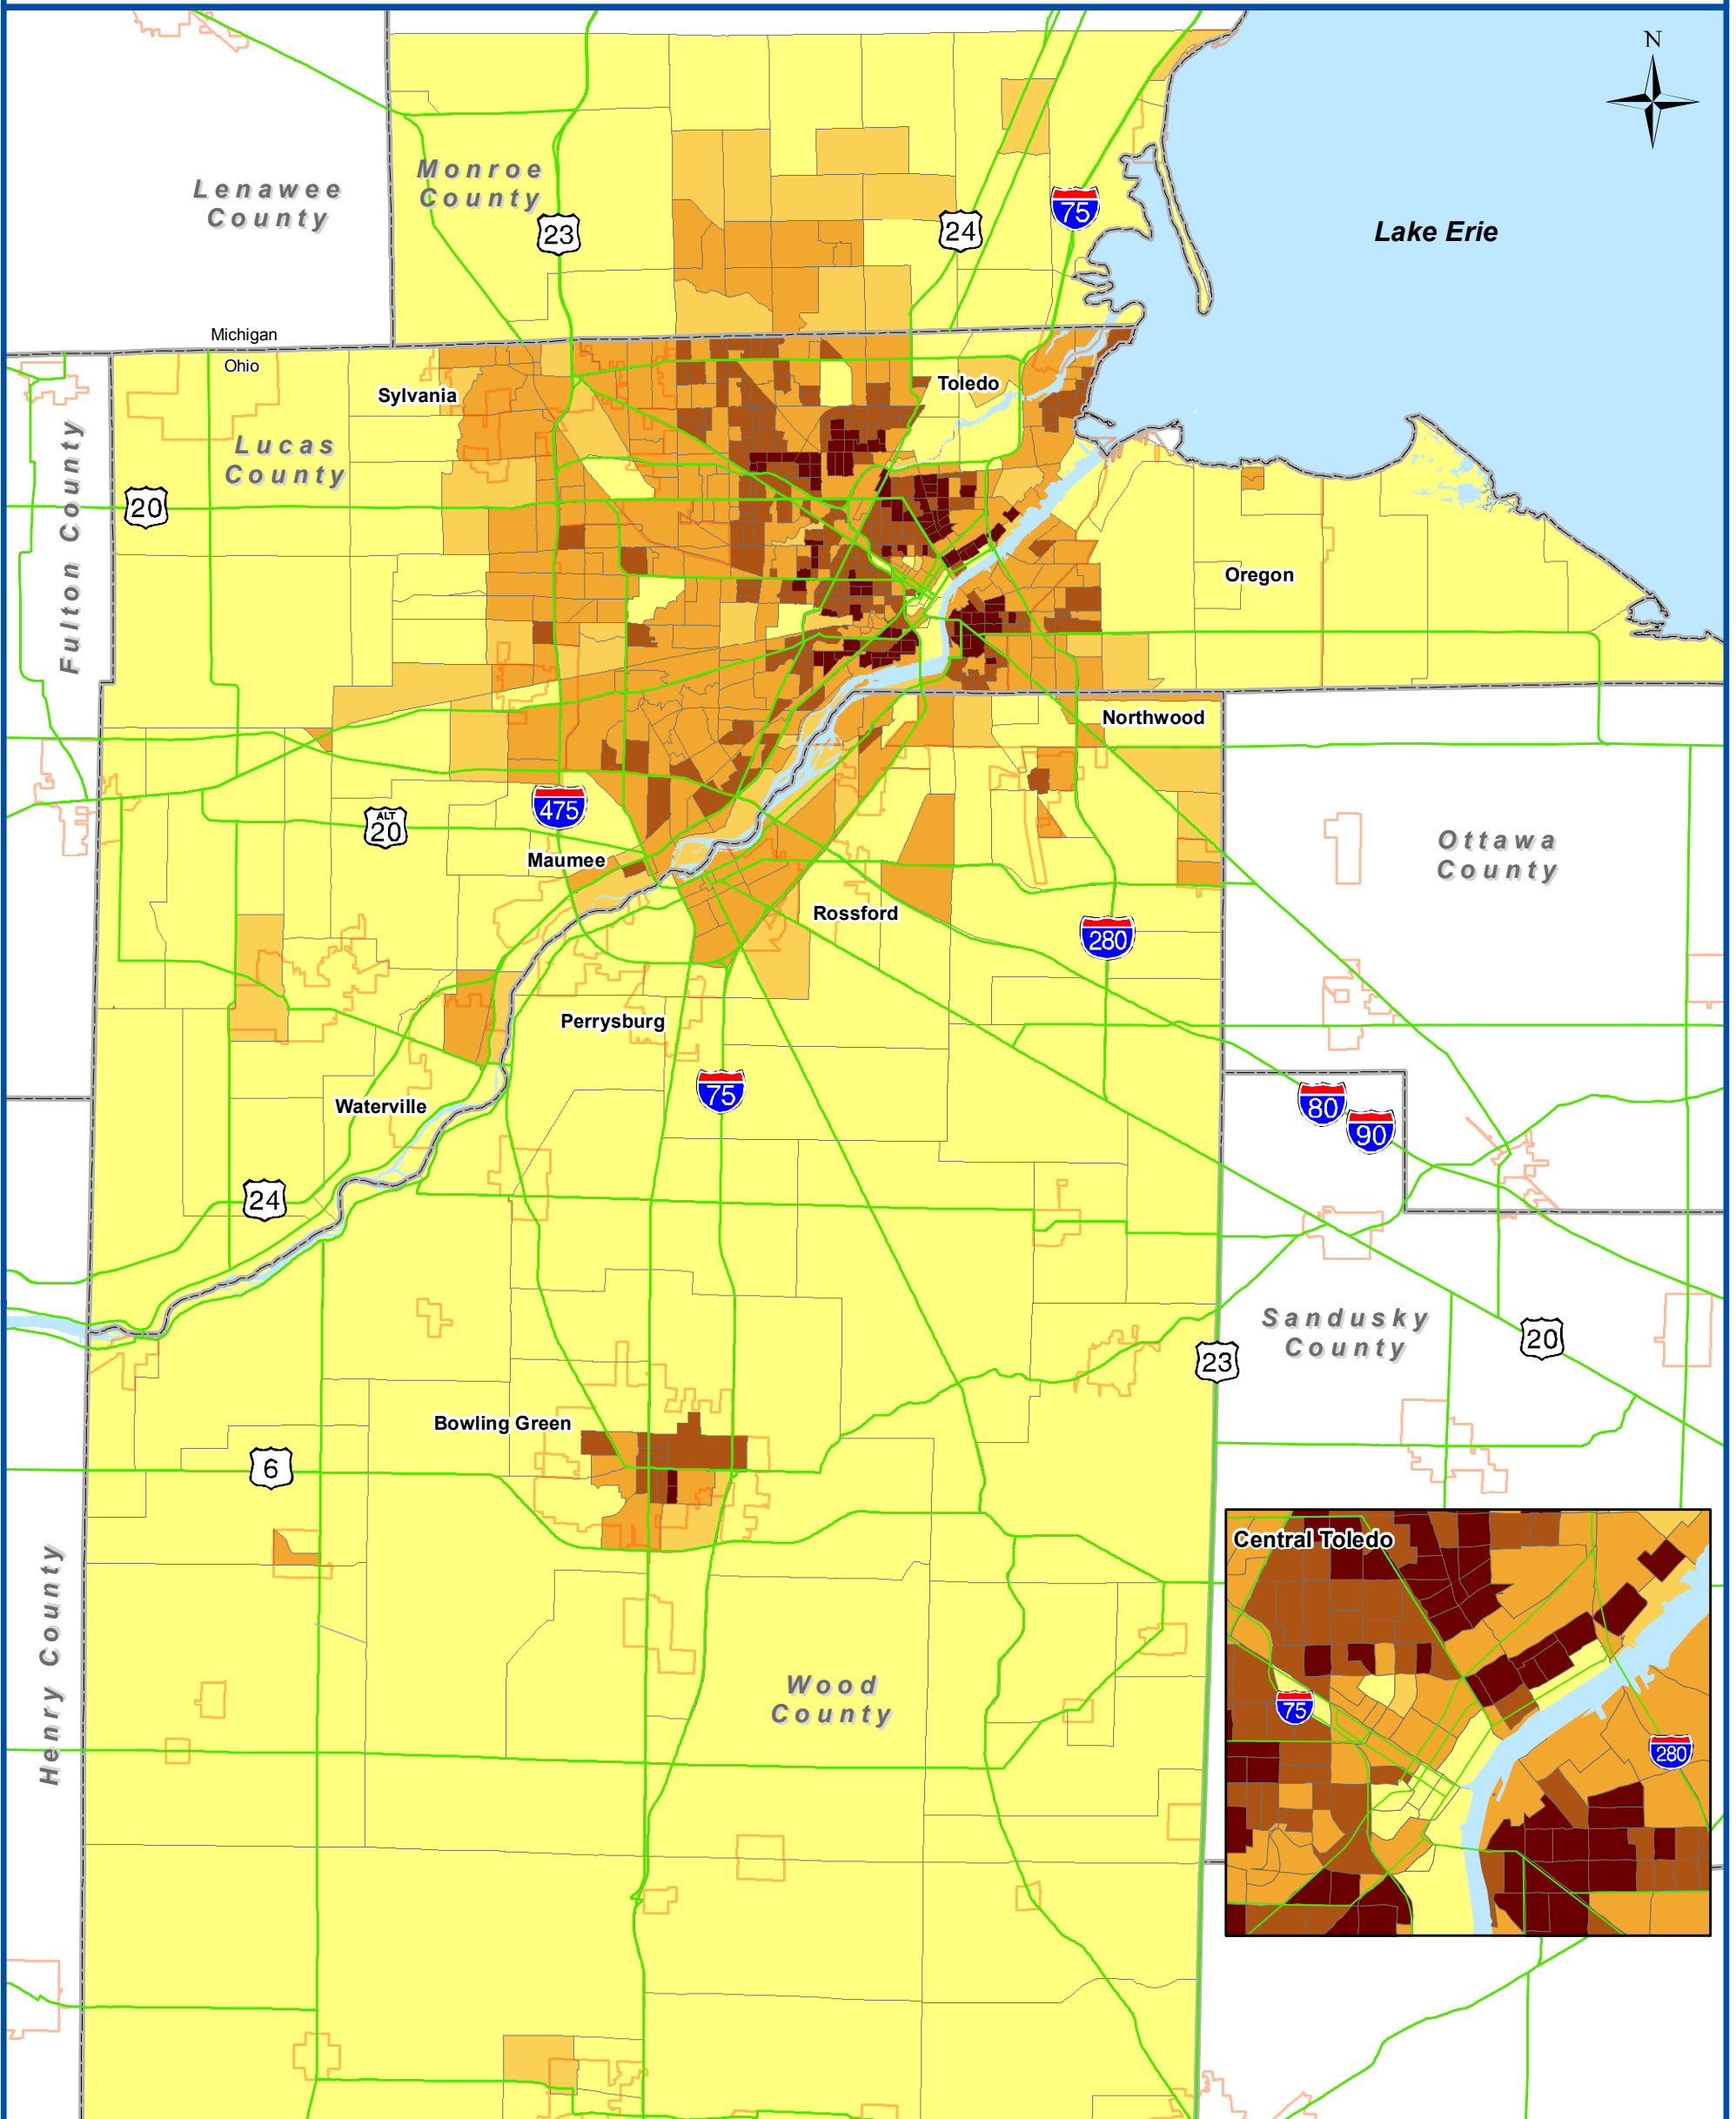 N
Monroe
County
Lenawee
County
75
Lake Erie
23
24
Michigan
Ohio
Toledo
Sylvania
Lucas
County
20
Fulton County
Oregon
Northwood
475
ALT
20
Ottawa
County
Maumee
Rossford
280
Perrysburg
75
80
90
Waterville
24
Sandusky
County
20
23
Bowling Green
6
Central Toledo
Henry County
Wood
County
75
280